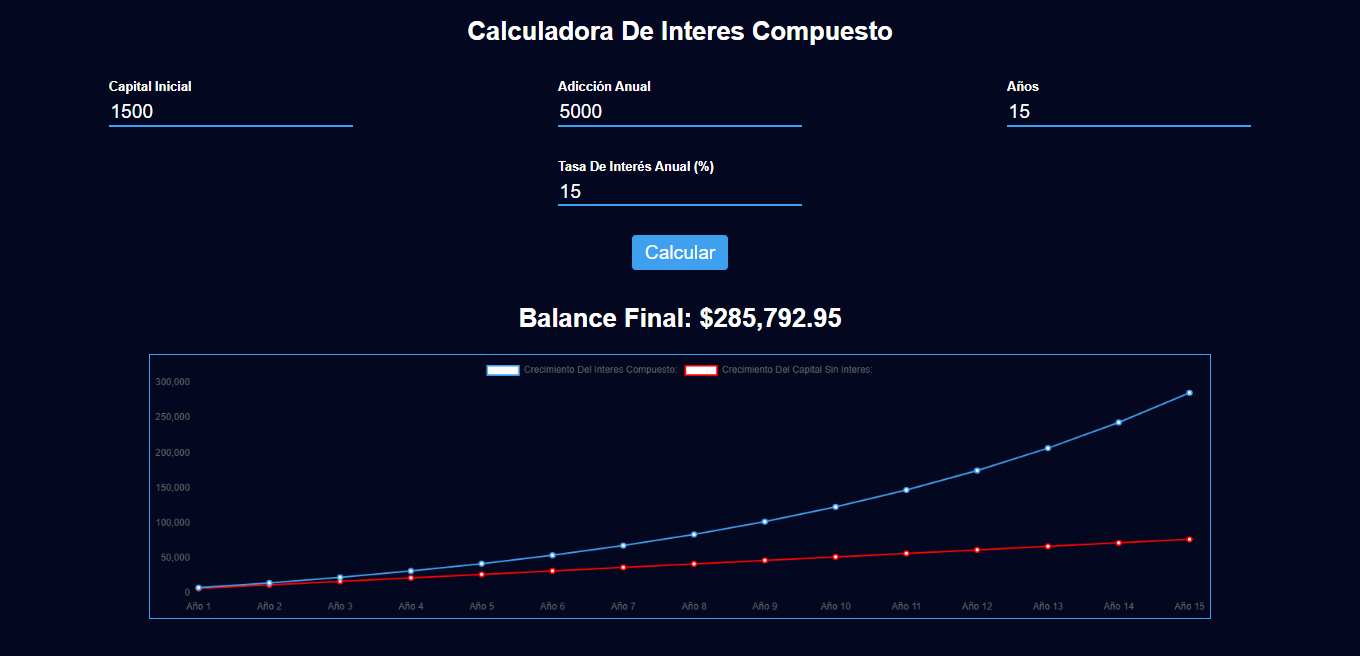 Calculadora De Interes Compuesto
Capital Inicial
1500
Adicción Anual
5000
Años
15
Tasa De Interés Anual (%)
15
Calcular
Balance Final: $285,792.95
Crecimiento Del Interes Compuesto: Crecimiento Del Capital Sin Interes:
300,000
250,000
200,000
150,000
100,000
50,000
0
Año 1 Año 2 Año 3 Año 4 Año 5 Año 6 Año 7 Año 8 Año 9 Año 10 Año 11 Año 12 Año 13 Año 14 Año 15